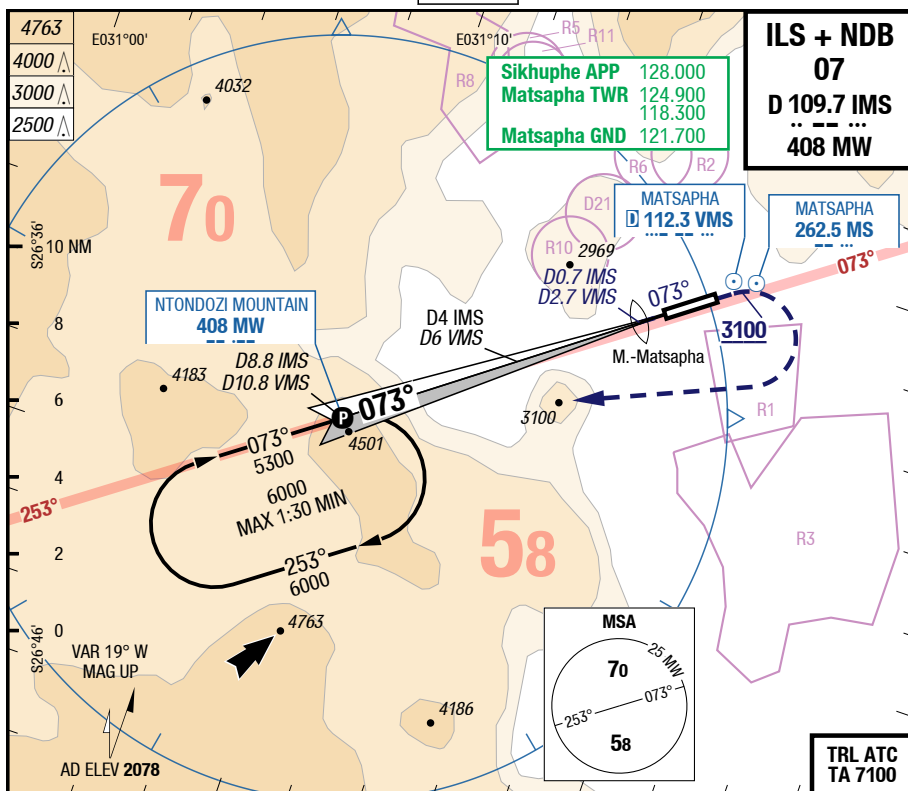 4763
4000
3000
2500
E031°00'
E031°10'
4032
R5
R11
R8
Sikhuphe APP 128.000
Matsapha TWR 124.900
118.300
Matsapha GND 121.700
ILS + NDB
07
D 109.7 IMS
408 MW
R6
R2
D21
R10
2969
70
S26°36'
10 NM
MATSAPHA
D 112.3 VMS
MATSAPHA
262.5 MS
073°
D0.7 IMS
D2.7 VMS
073°
NTONDOZI MOUNTAIN
408 MW
D4 IMS
D6 VMS
8
3100
M.-Matsapha
D8.8 IMS
D10.8 VMS
4183
6
P
073°
4501
3100
R1
073°
5300
4
6000
MAX 1:30 MIN
253°
58
R3
2
253°
6000
S26°46'
0
4763
MSA
70
25 MW
073°
253°
58
VAR 19° W
MAG UP
4186
AD ELEV 2078
TRL ATC
TA 7100